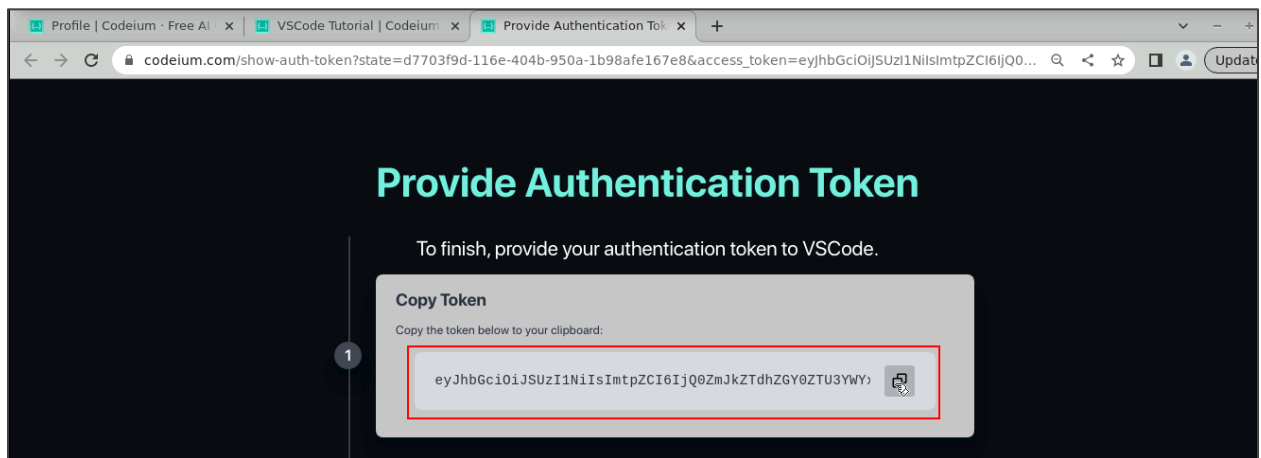 Profile | Codeium · Free AI
VSCode Tutorial | Codeium
Provide Authentication Tok
codeium.com/show-auth-token?state=d7703f9d-116e-404b-950a-1b98afe167e8&access_token=eyJhbGciOiJSUzI1NiIsImtpZCI6IjQ0...
Updat
Provide Authentication Token
To finish, provide your authentication token to VSCode.
Copy Token
Copy the token below to your clipboard:
1
eyJhbGciOiJSUzI1NiIsImtpZCI6IjQ0ZmJkZTdhZGY0ZTU3YWY